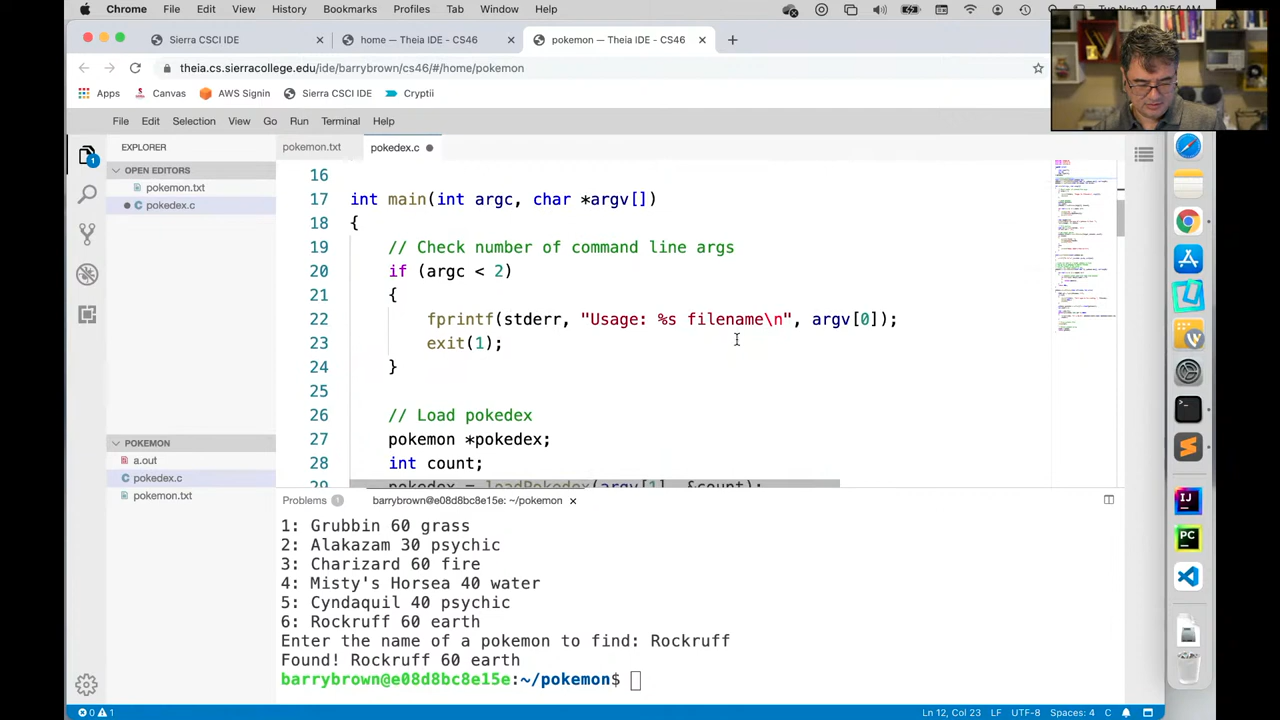 Chrome File Edit View History Bookmarks Profiles Tab Window Help
Sierra CSCI IDE
— Theia IDE - CS46
pokemon — Theia IDE - CS46
theia.cs.sierracollege.edu
Apps Canvas AWS Signin Sierra CSCI IDE Cryptii
File Edit Selection View Go Run Terminal Help
EXPLORER
OPEN EDITORS
pokemon.txt
pokedex.c
POKEMON
a.out
pokedex.c
pokemon.txt
pokemon.txt pokedex.c
16
17 int (int argc, char *argv[])
19 // Check number of command line args
20 if (argc < 2)
21 {
22 fprintf(stderr, "Usage: %s filename\n", argv[0]);
23 exit(1);
24 }
25
26 // Load pokedex
27 pokemon *pokedex;
28 int count;
29 pokedex = loadPokedex(argv[1], &count);
Problems 1 barrybrown@e08d8bc8e15e: ~/pokemon
1: Grubbin 60 grass
2: Alakazam 30 psychic
3: Charizard 60 fire
4: Misty's Horsea 40 water
5: Cyndaquil 40 psychic
6: Rockruff 60 earth
Enter the name of a pokemon to find: Rockruff
Found! Rockruff 60 earth
barrybrown@e08d8bc8e15e:~/pokemon$
0 1 Ln 12, Col 23 LF UTF-8 Spaces: 4 C